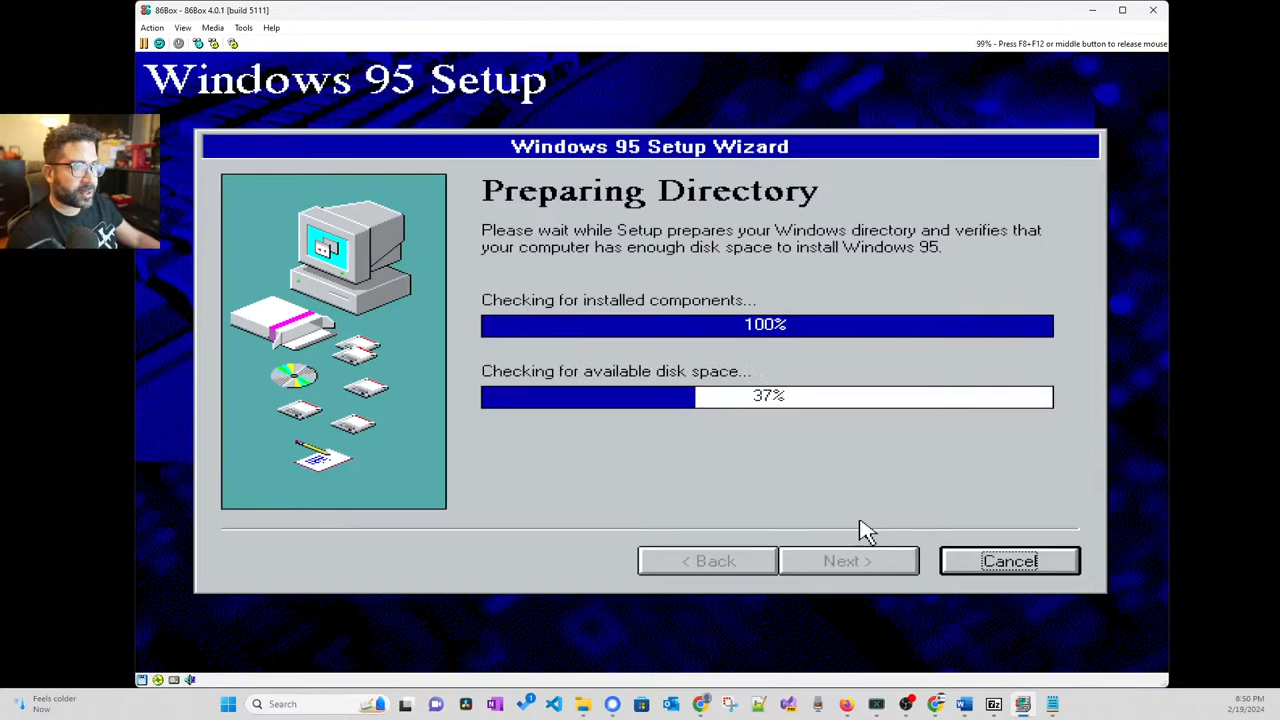 86Box - 86Box 4.0.1 [build 5111]
Action View Media Tools Help
99% - Press F8+F12 or middle button to release mouse
Windows 95 Setup
Windows 95 Setup Wizard
Preparing Directory
Please wait while Setup prepares your Windows directory and verifies that
your computer has enough disk space to install Windows 95.
Checking for installed components...
100%
Checking for available disk space...
37%
< Back Next > Cancel
Feels colder
Now
Search
8:50 PM
2/19/2024